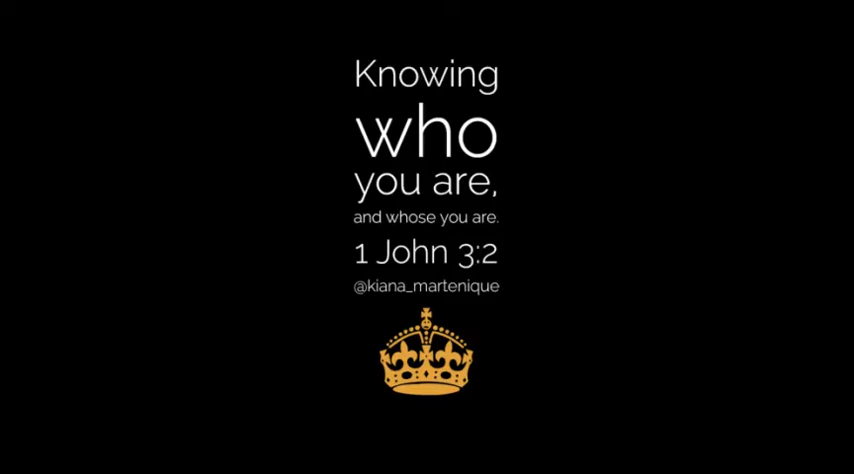 Knowing
who
you are,
and whose you are.
1 John 3:2
@kiana_martenique